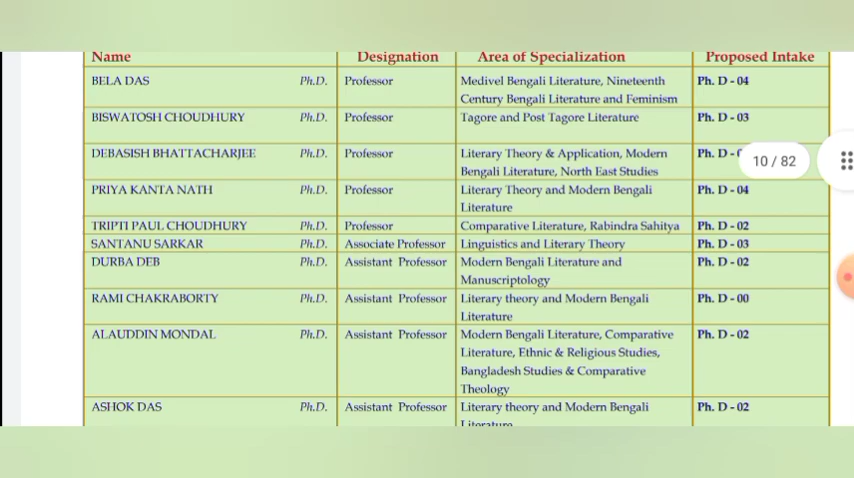 Name Designation Area of Specialization Proposed Intake
BELA DAS Ph.D. Professor Medivel Bengali Literature, Nineteenth Ph. D - 04
Century Bengali Literature and Feminism
BISWATOSH CHOUDHURY Ph.D. Professor Tagore and Post Tagore Literature Ph. D - 03
DEBASISH BHATTACHARJEE Ph.D. Professor Literary Theory & Application, Modern Ph. D -
Bengali Literature, North East Studies
10 / 82
PRIYA KANTA NATH Ph.D. Professor Literary Theory and Modern Bengali Ph. D - 04
Literature
TRIPTI PAUL CHOUDHURY Ph.D. Professor Comparative Literature, Rabindra Sahitya Ph. D - 02
SANTANU SARKAR Ph.D. Associate Professor Linguistics and Literary Theory Ph. D - 03
DURBA DEB Ph.D. Assistant Professor Modern Bengali Literature and Ph. D - 02
Manuscriptology
RAMI CHAKRABORTY Ph.D. Assistant Professor Literary theory and Modern Bengali Ph. D - 00
Literature
ALAUDDIN MONDAL Ph.D. Assistant Professor Modern Bengali Literature, Comparative Ph. D - 02
Literature, Ethnic & Religious Studies,
Bangladesh Studies & Comparative
Theology
ASHOK DAS Ph.D. Assistant Professor Literary theory and Modern Bengali Ph. D - 02
Literature